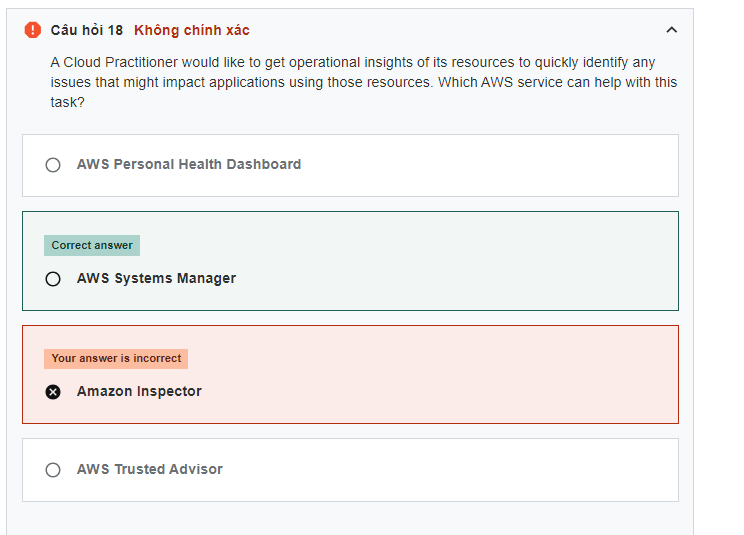 Câu hỏi 18 Không chính xác
A Cloud Practitioner would like to get operational insights of its resources to quickly identify any
issues that might impact applications using those resources. Which AWS service can help with this
task?
AWS Personal Health Dashboard
Correct answer
AWS Systems Manager
Your answer is incorrect
Amazon Inspector
AWS Trusted Advisor